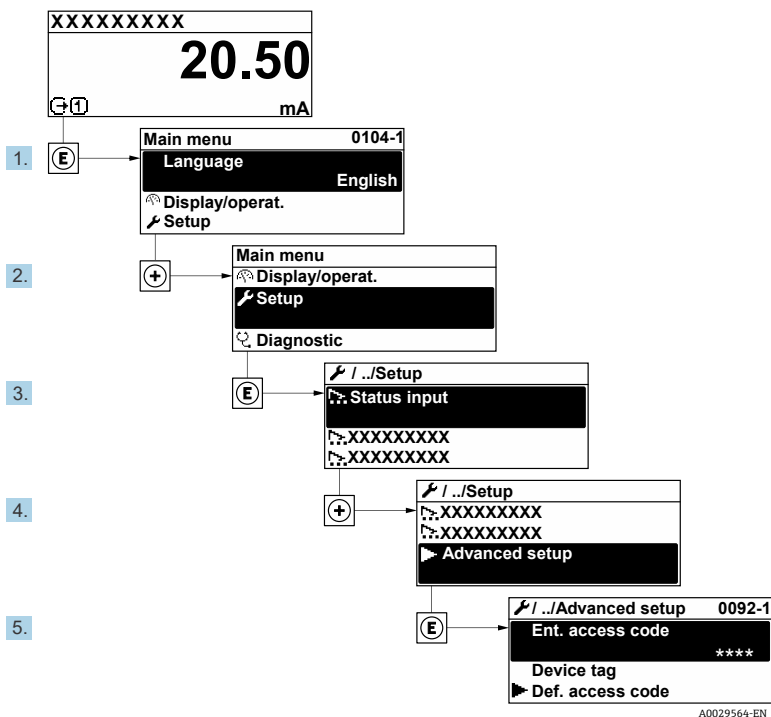 XXXXXXXXX
20.50
1
mA
1.
E
Main menu 0104-1
Language
English
Display/operat.
Setup
2.
+
Main menu
Display/operat.
Setup
Diagnostic
3.
E
/ ../Setup
Status input
XXXXXXXXX
XXXXXXXXX
4.
+
/ ../Setup
XXXXXXXXX
XXXXXXXXX
Advanced setup
5.
E
/ ../Advanced setup 0092-1
Ent. access code
****
Device tag
Def. access code
A0029564-EN